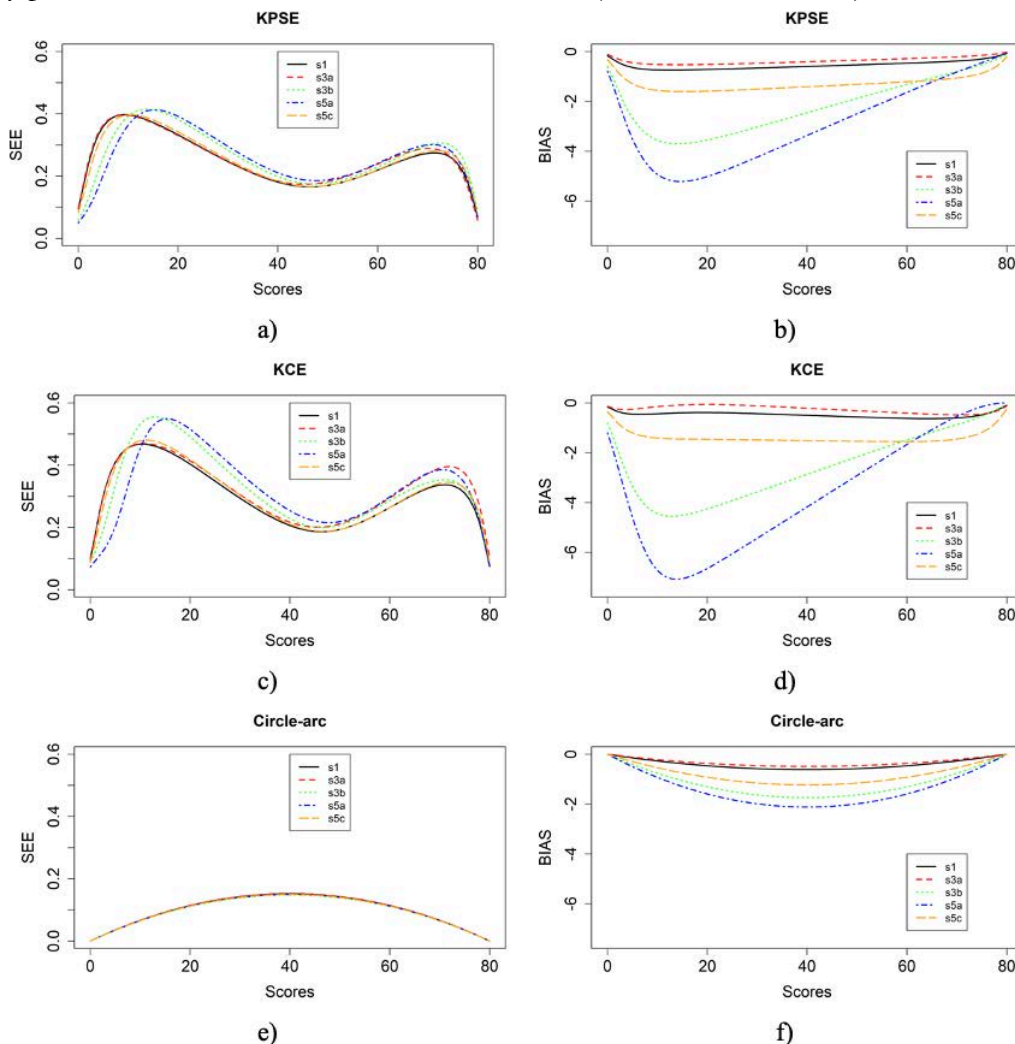 KPSE
SEE
0.0 0.2 0.4 0.6
s1
s3a
s3b
s5a
s5c
0 20 40 60 80
Scores
a)
KPSE
BIAS
-6 -4 -2 0
s1
s3a
s3b
s5a
s5c
0 20 40 60 80
Scores
b)
KCE
SEE
0.0 0.2 0.4 0.6
s1
s3a
s3b
s5a
s5c
0 20 40 60 80
Scores
c)
KCE
BIAS
-6 -4 -2 0
s1
s3a
s3b
s5a
s5c
0 20 40 60 80
Scores
d)
Circle-arc
SEE
0.0 0.2 0.4 0.6
s1
s3a
s3b
s5a
s5c
0 20 40 60 80
Scores
e)
Circle-arc
BIAS
-6 -4 -2 0
s1
s3a
s3b
s5a
s5c
0 20 40 60 80
Scores
f)